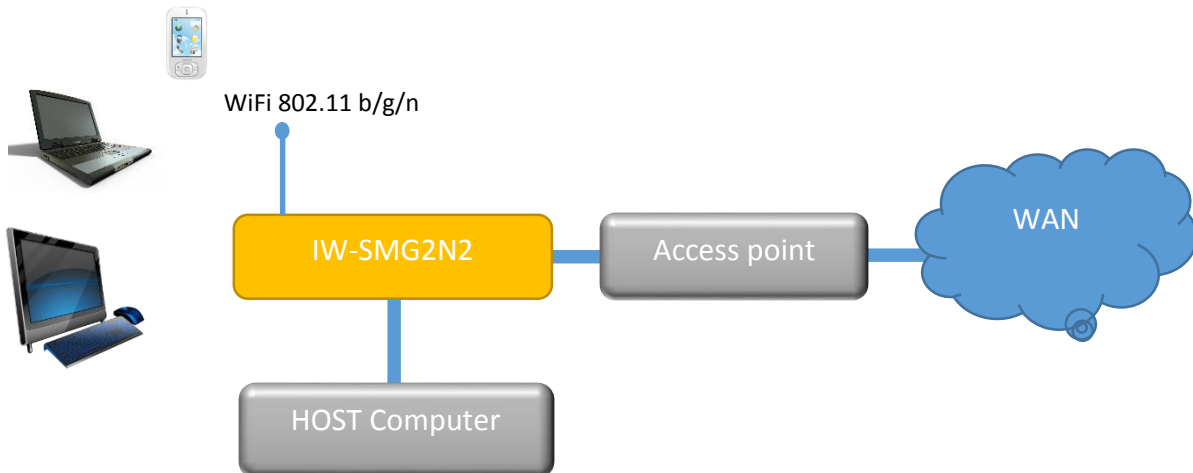 WiFi 802.11 b/g/n
IW-SMG2N2
Access point
WAN
HOST Computer